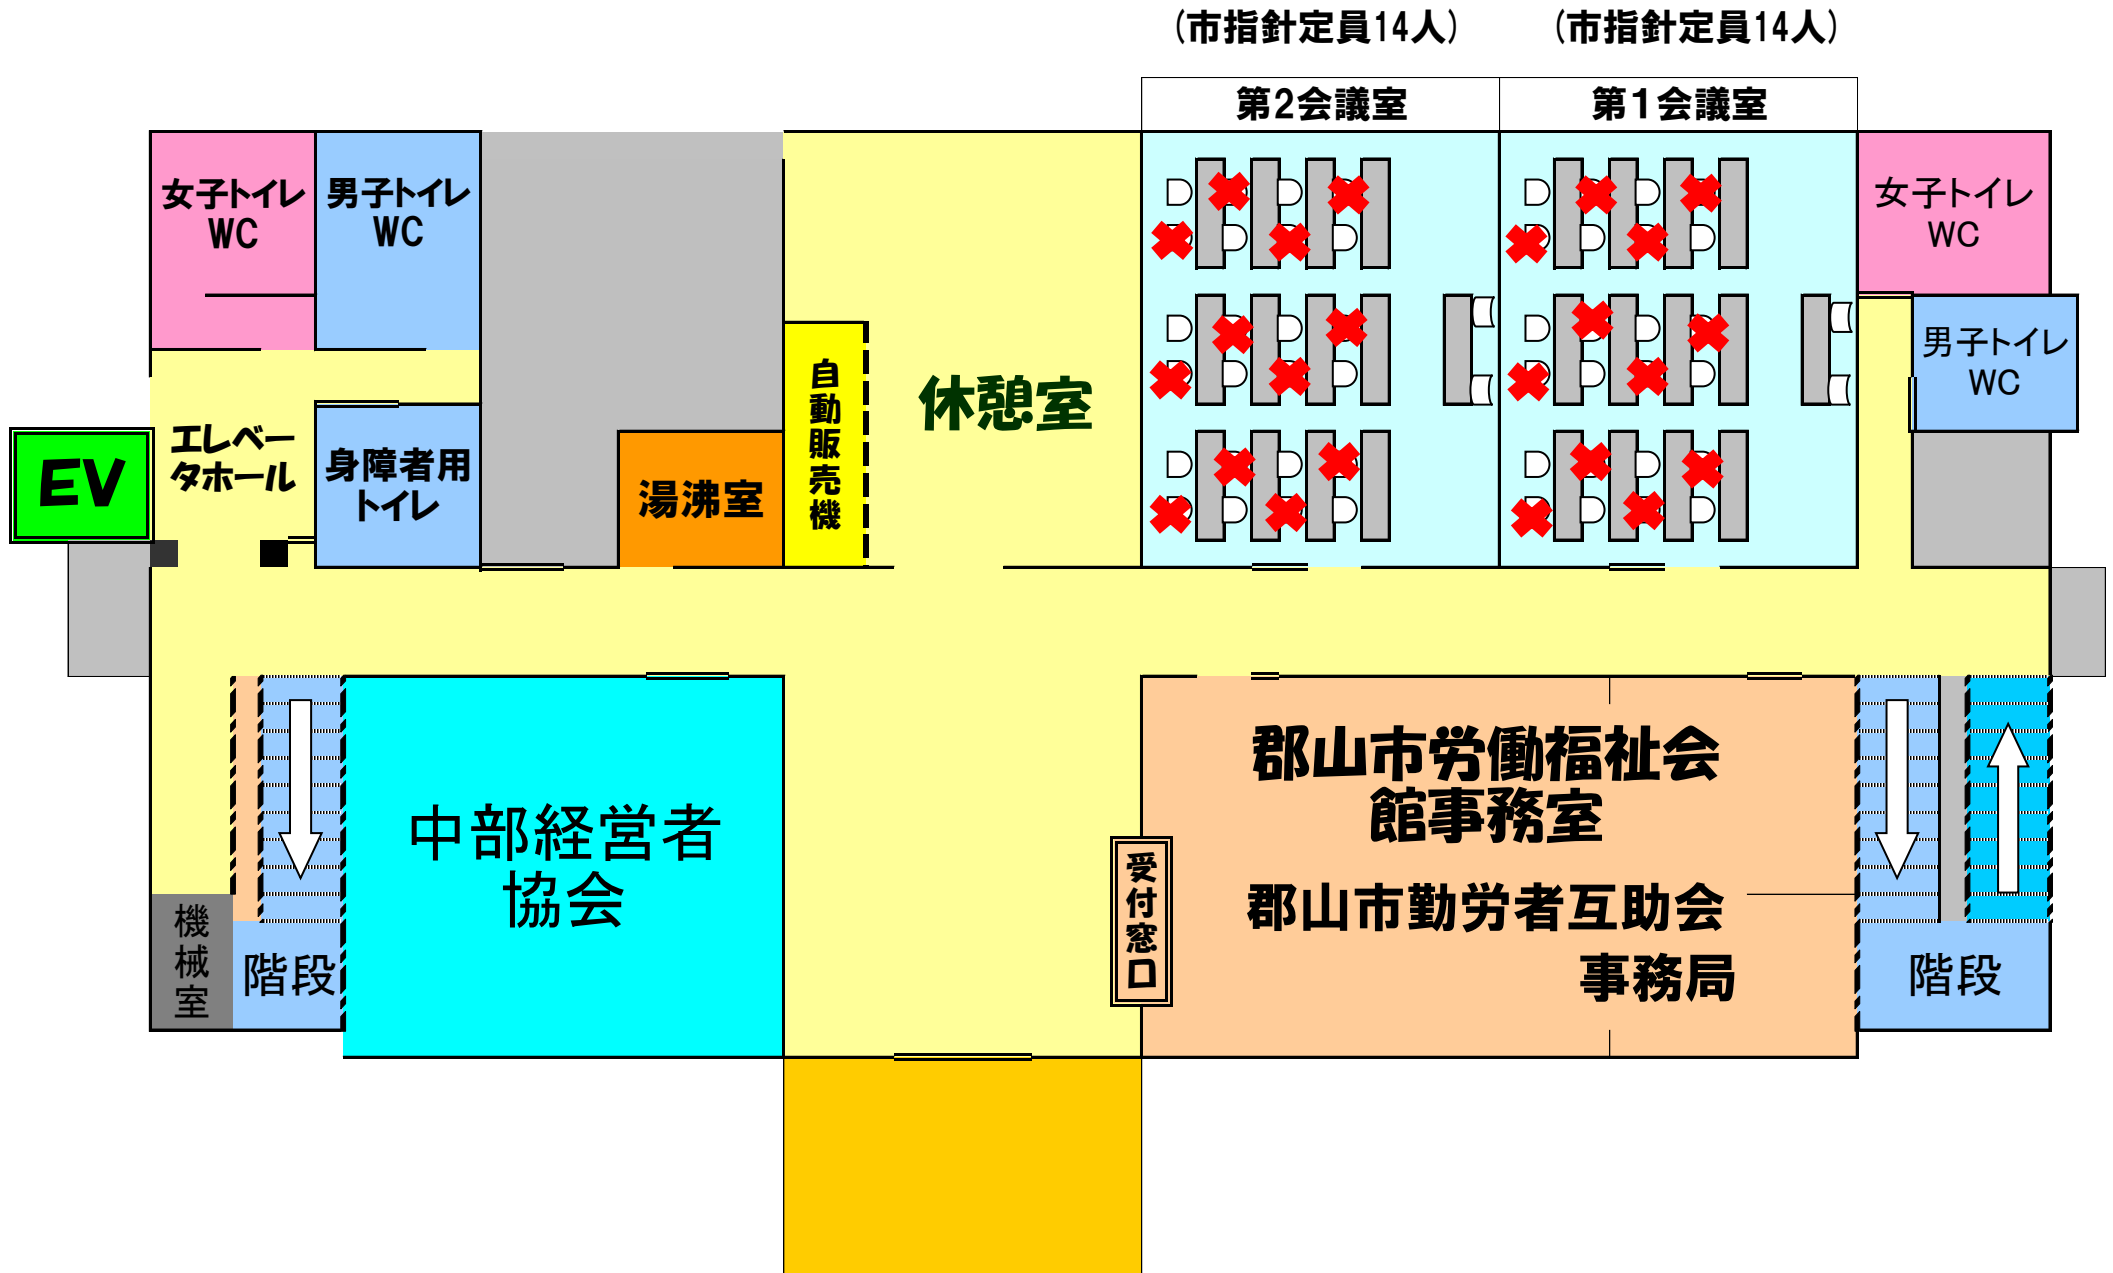 (市指針定員14人)
(市指針定員14人)
第2会議室
第1会議室
女子トイレ
WC
男子トイレ
WC
女子トイレ
WC
男子トイレ
WC
自動販売機
休憩室
エレベー
タホール
EV
身障者用
トイレ
湯沸室
中部経営者
協会
郡山市労働福祉会
館事務室
受付窓口
郡山市勤労者互助会
事務局
機械室
階段
階段